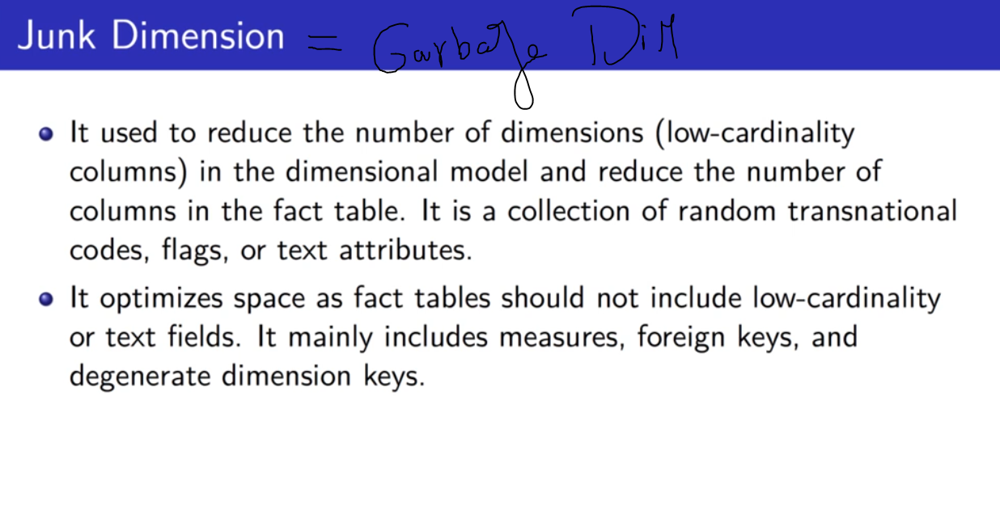 Junk Dimension = Garbage Dim
It used to reduce the number of dimensions (low-cardinality
columns) in the dimensional model and reduce the number of
columns in the fact table. It is a collection of random transnational
codes, flags, or text attributes.
It optimizes space as fact tables should not include low-cardinality
or text fields. It mainly includes measures, foreign keys, and
degenerate dimension keys.